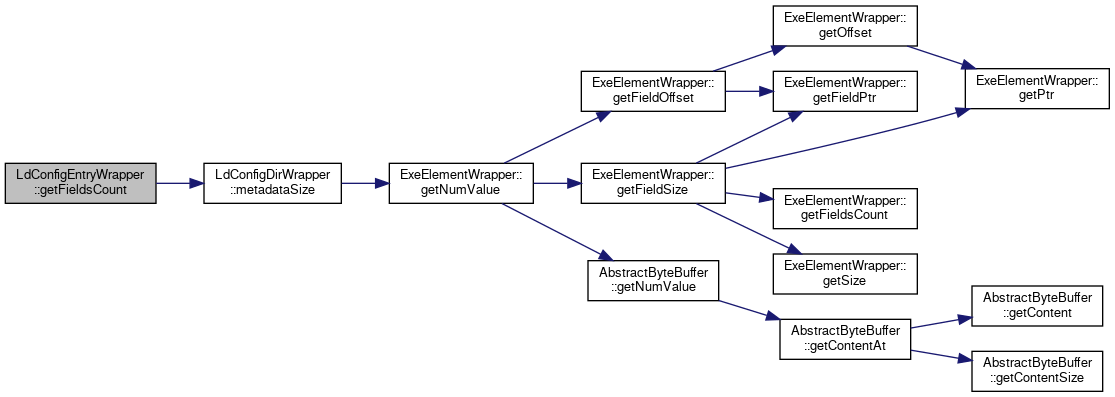 LdConfigEntryWrapper
::getFieldsCount
LdConfigDirWrapper
::metadataSize
ExeElementWrapper::
getNumValue
ExeElementWrapper::
getFieldOffset
ExeElementWrapper::
getOffset
ExeElementWrapper::
getPtr
ExeElementWrapper::
getFieldPtr
ExeElementWrapper::
getFieldSize
ExeElementWrapper::
getFieldsCount
ExeElementWrapper::
getSize
AbstractByteBuffer
::getNumValue
AbstractByteBuffer
::getContentAt
AbstractByteBuffer
::getContent
AbstractByteBuffer
::getContentSize